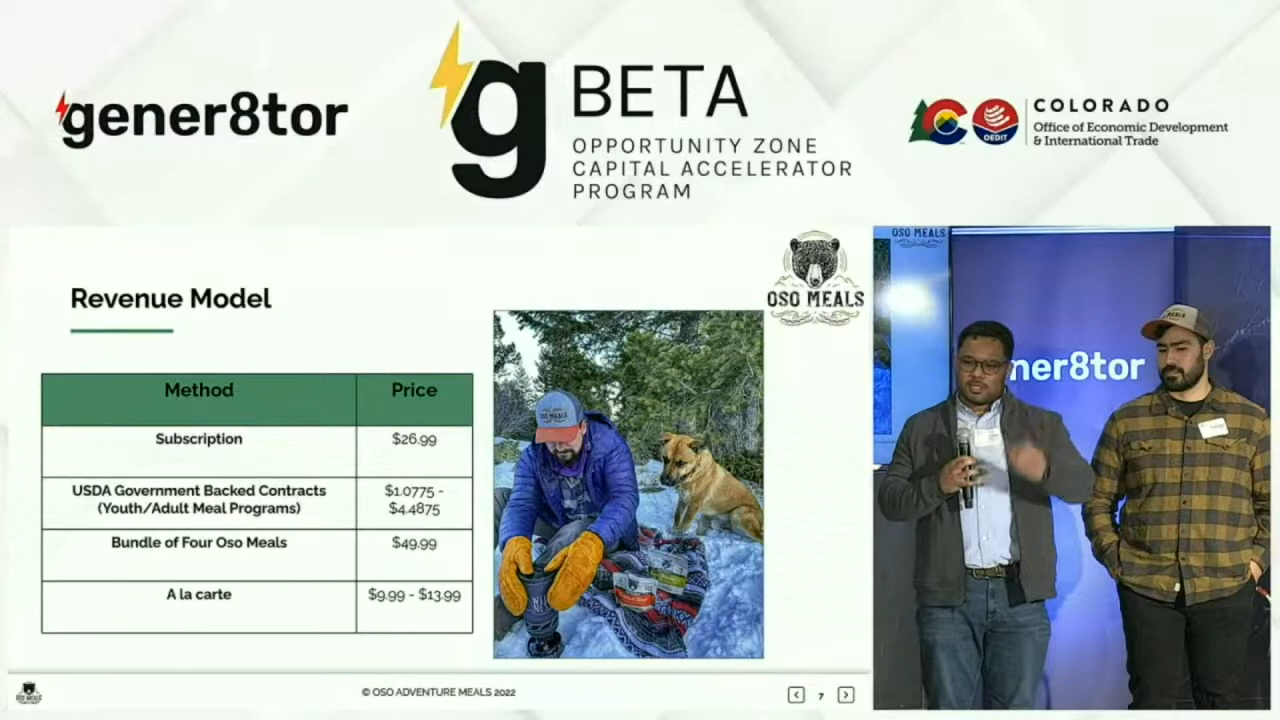 gener8tor
g BETA
OPPORTUNITY ZONE
CAPITAL ACCELERATOR
PROGRAM
COLORADO
Office of Economic Development
& International Trade
C
OEDIT
OSO MEALS
Revenue Model
Method Price
Subscription $26.99
USDA Government Backed Contracts
(Youth/Adult Meal Programs)
$1.0775 -
$4.4875
Bundle of Four Oso Meals $49.99
A la carte $9.99 - $13.99
OSO MEALS
© OSO ADVENTURE MEALS 2022
< 7 >
OSO MEALS
ner8tor